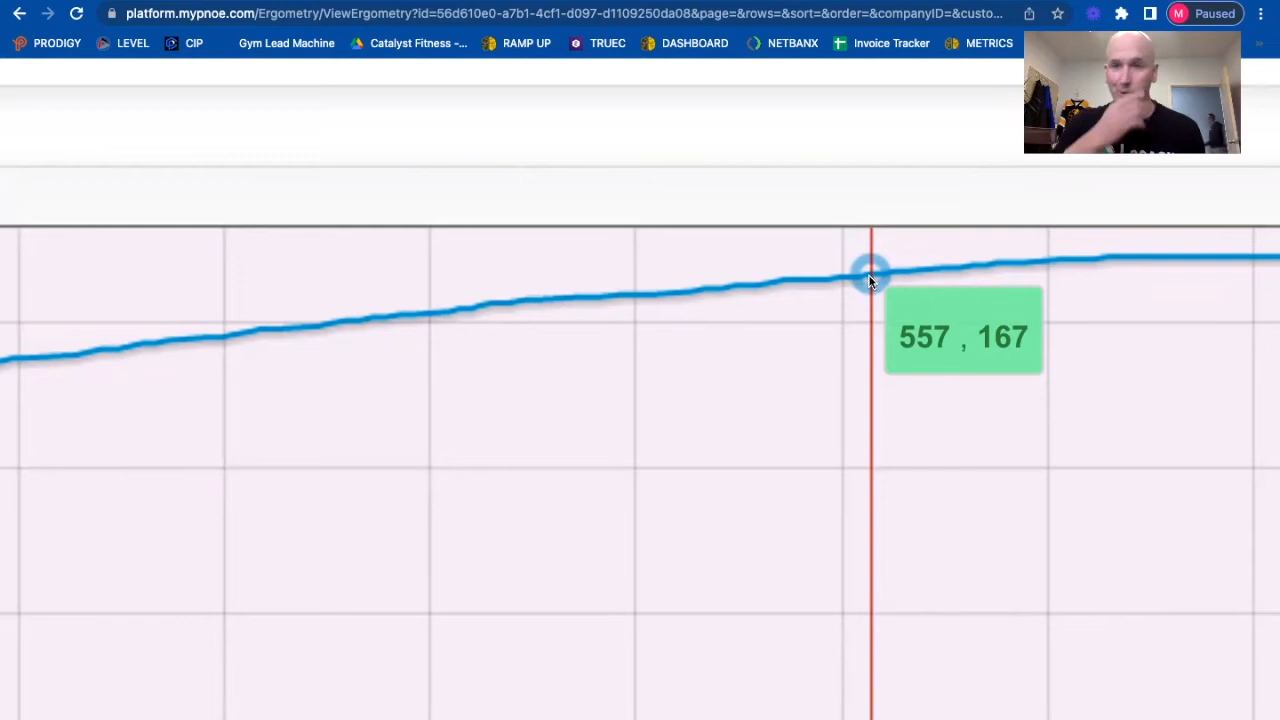 platform.mypnoe.com/Ergometry/ViewErgometry?id=56d610e0-a7b1-4cf1-d097-d1109250da08&page=&rows=&sort=&order=&companyID=&custo... M Paused
PRODIGY LEVEL CIP Gym Lead Machine Catalyst Fitness -... RAMP UP TRUEC DASHBOARD NETBANX Invoice Tracker METRICS
557 , 167